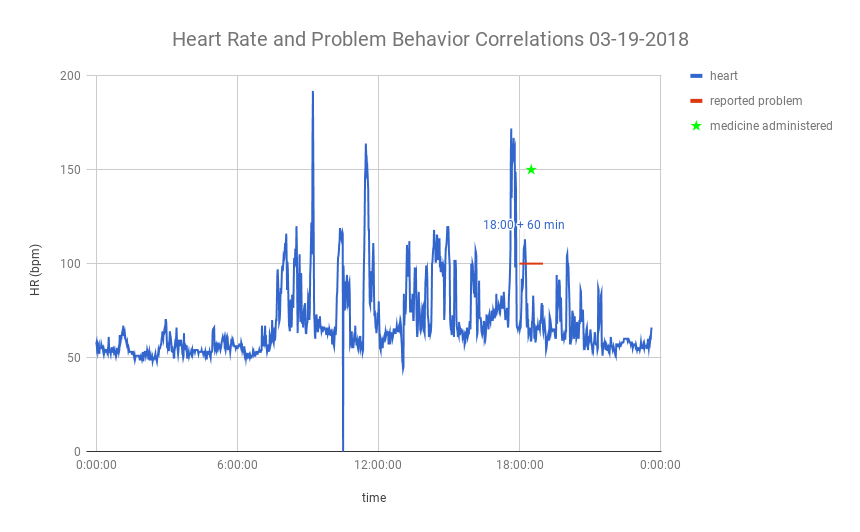 Heart Rate and Problem Behavior Correlations 03-19-2018
heart
reported problem
medicine administered
200
150
100
50
0
HR (bpm)
18:00 + 60 min
0:00:00
6:00:00
12:00:00
18:00:00
0:00:00
time